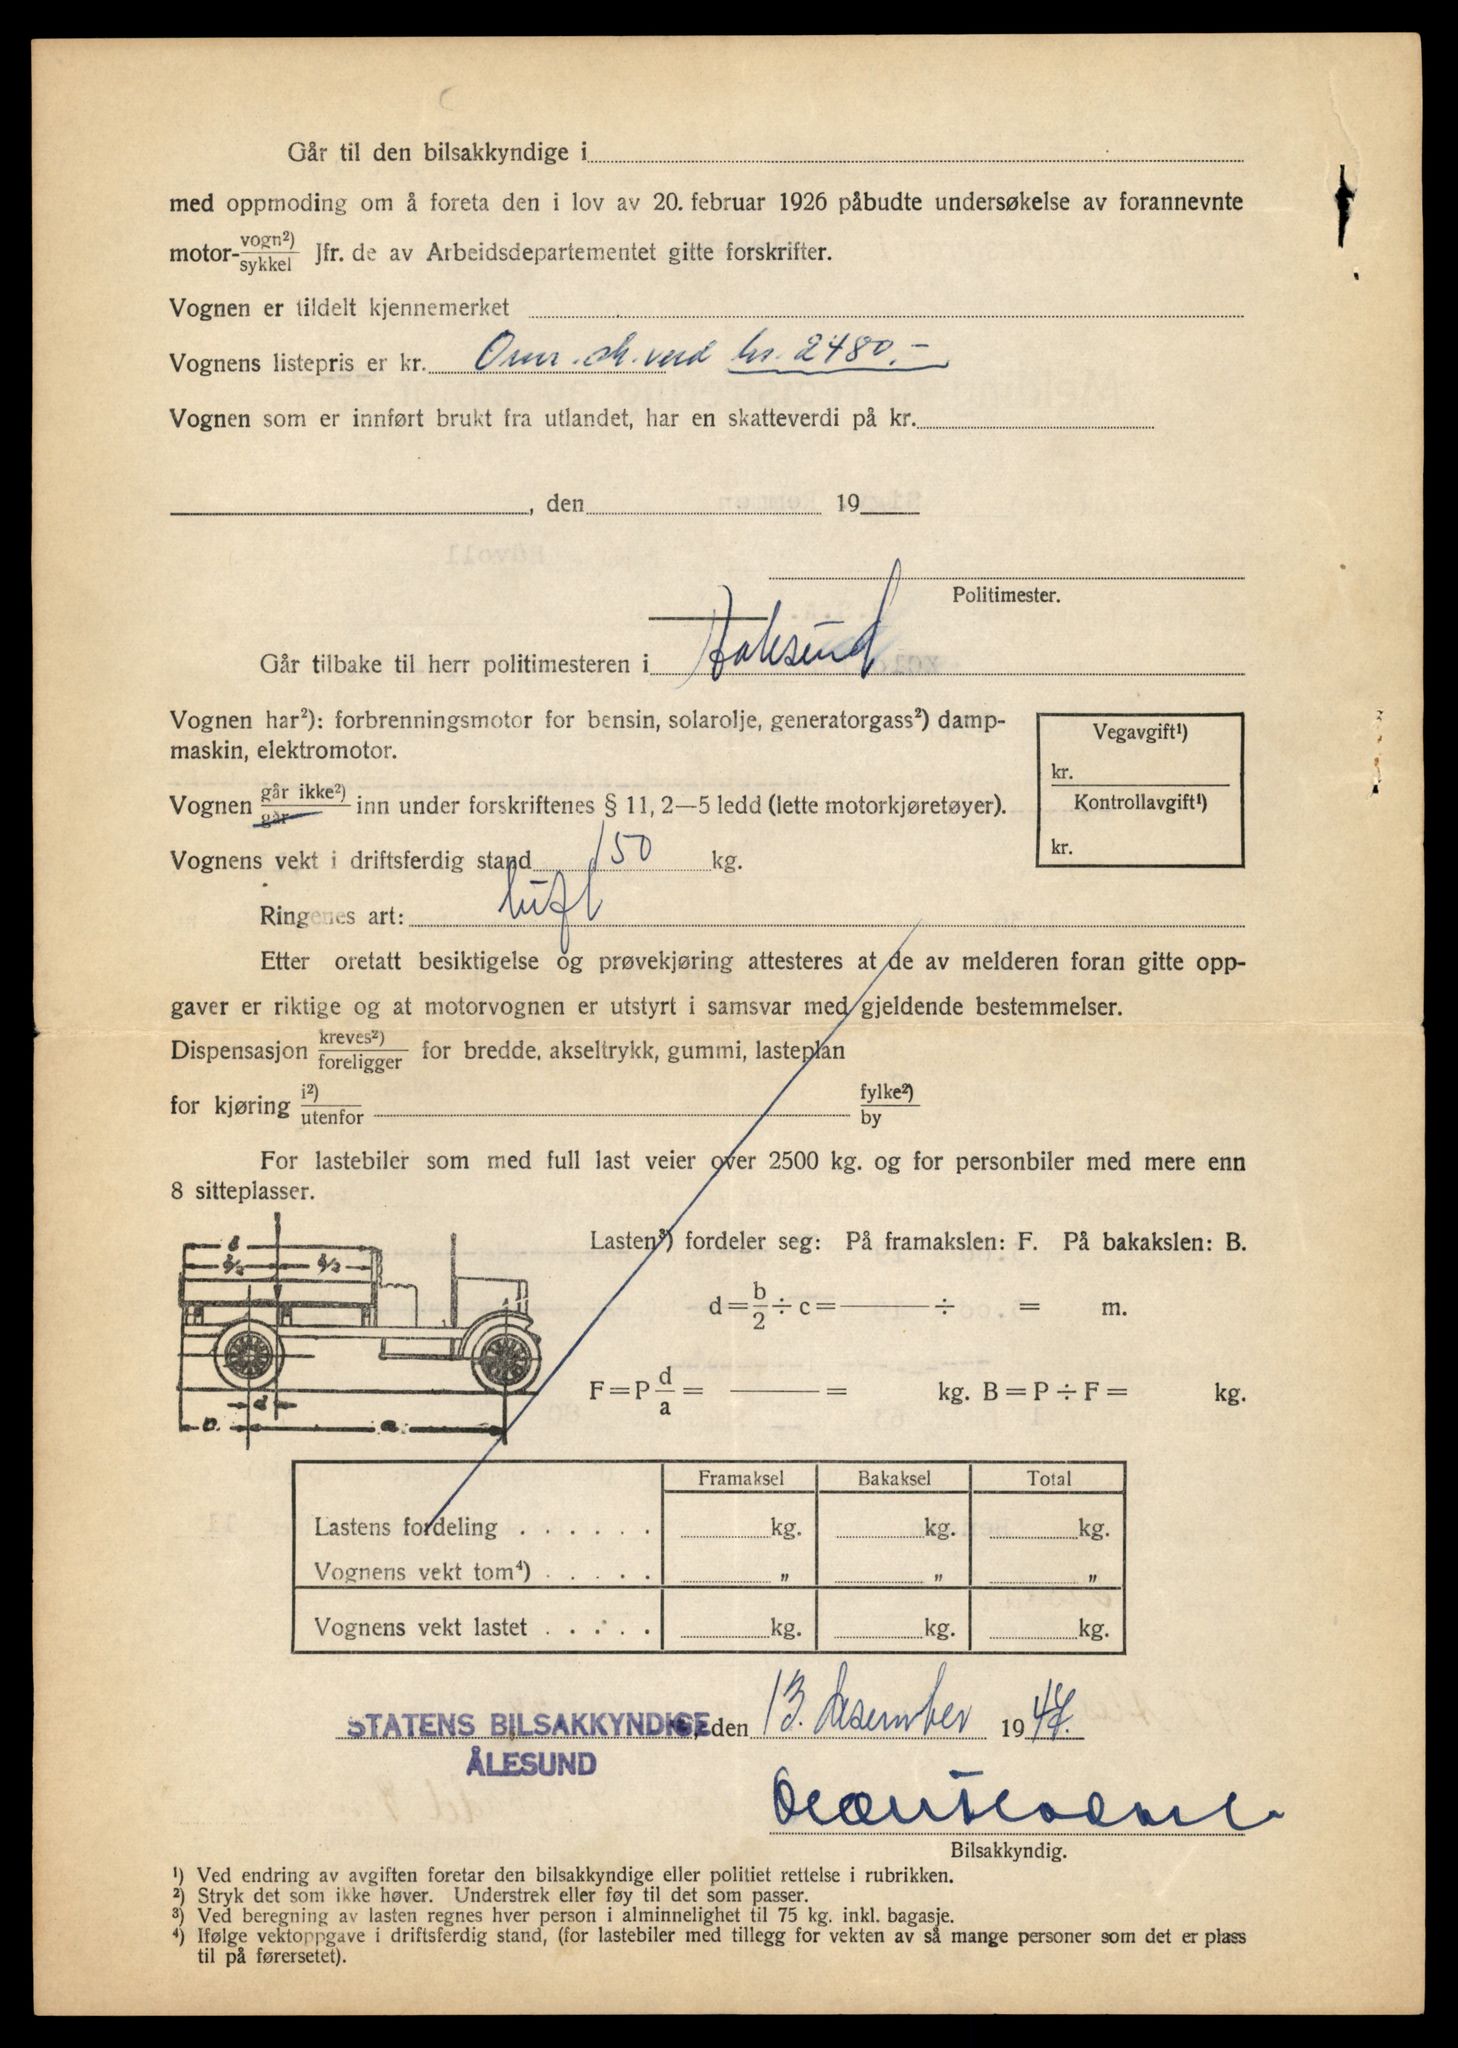 Går til den bilsakkyndige i
med oppmoding om å foreta den i lov av 20. februar 1926 påbudte undersøkelse av forannevnte
motor-vogn²)/sykkel Jfr. de av Arbeidsdepartementet gitte forskrifter.
Vognen er tildelt kjennemerket
Vognens listepris er kr. Omr. sk. verd kr. 2480.-
Vognen som er innført brukt fra utlandet, har en skatteverdi på kr.
, den 19
Politimester.
Går tilbake til herr politimesteren i
Vognen har²): forbrenningsmotor for bensin, solarolje, generatorgass²) damp-
maskin, elektromotor.
Vegavgift¹)
kr.
Kontrollavgift¹)
kr.
Vognen går ikke²)/går inn under forskriftenes § 11, 2—5 ledd (lette motorkjøretøyer).
Vognens vekt i driftsferdig stand 150 kg.
Ringenes art: luft
Etter oretatt besiktigelse og prøvekjøring attesteres at de av melderen foran gitte opp-
gaver er riktige og at motorvognen er utstyrt i samsvar med gjeldende bestemmelser.
Dispensasjon kreves²)/foreligger for bredde, akseltrykk, gummi, lasteplan
for kjøring i²)/utenfor fylke²)/by
For lastebiler som med full last veier over 2500 kg. og for personbiler med mere enn
8 sitteplasser.
Lasten³) fordeler seg: På framakslen: F. På bakakslen: B.
d = b/2 ÷ c = ——— ÷ = m.
F = P d/a = ——— = kg. B = P ÷ F = kg.
Framaksel Bakaksel Total
Lastens fordeling . . . . . . kg. kg. kg.
Vognens vekt tom⁴) . . . . . „ „ „
Vognens vekt lastet . . . . . kg. kg. kg.
STATENS BILSAKKYNDIGE, den 13. desember 1947.
ÅLESUND
Bilsakkyndig.
¹) Ved endring av avgiften foretar den bilsakkyndige eller politiet rettelse i rubrikken.
²) Stryk det som ikke høver. Understrek eller føy til det som passer.
³) Ved beregning av lasten regnes hver person i alminnelighet til 75 kg. inkl. bagasje.
⁴) Ifølge vektoppgave i driftsferdig stand, (for lastebiler med tillegg for vekten av så mange personer som det er plass
til på førersetet).